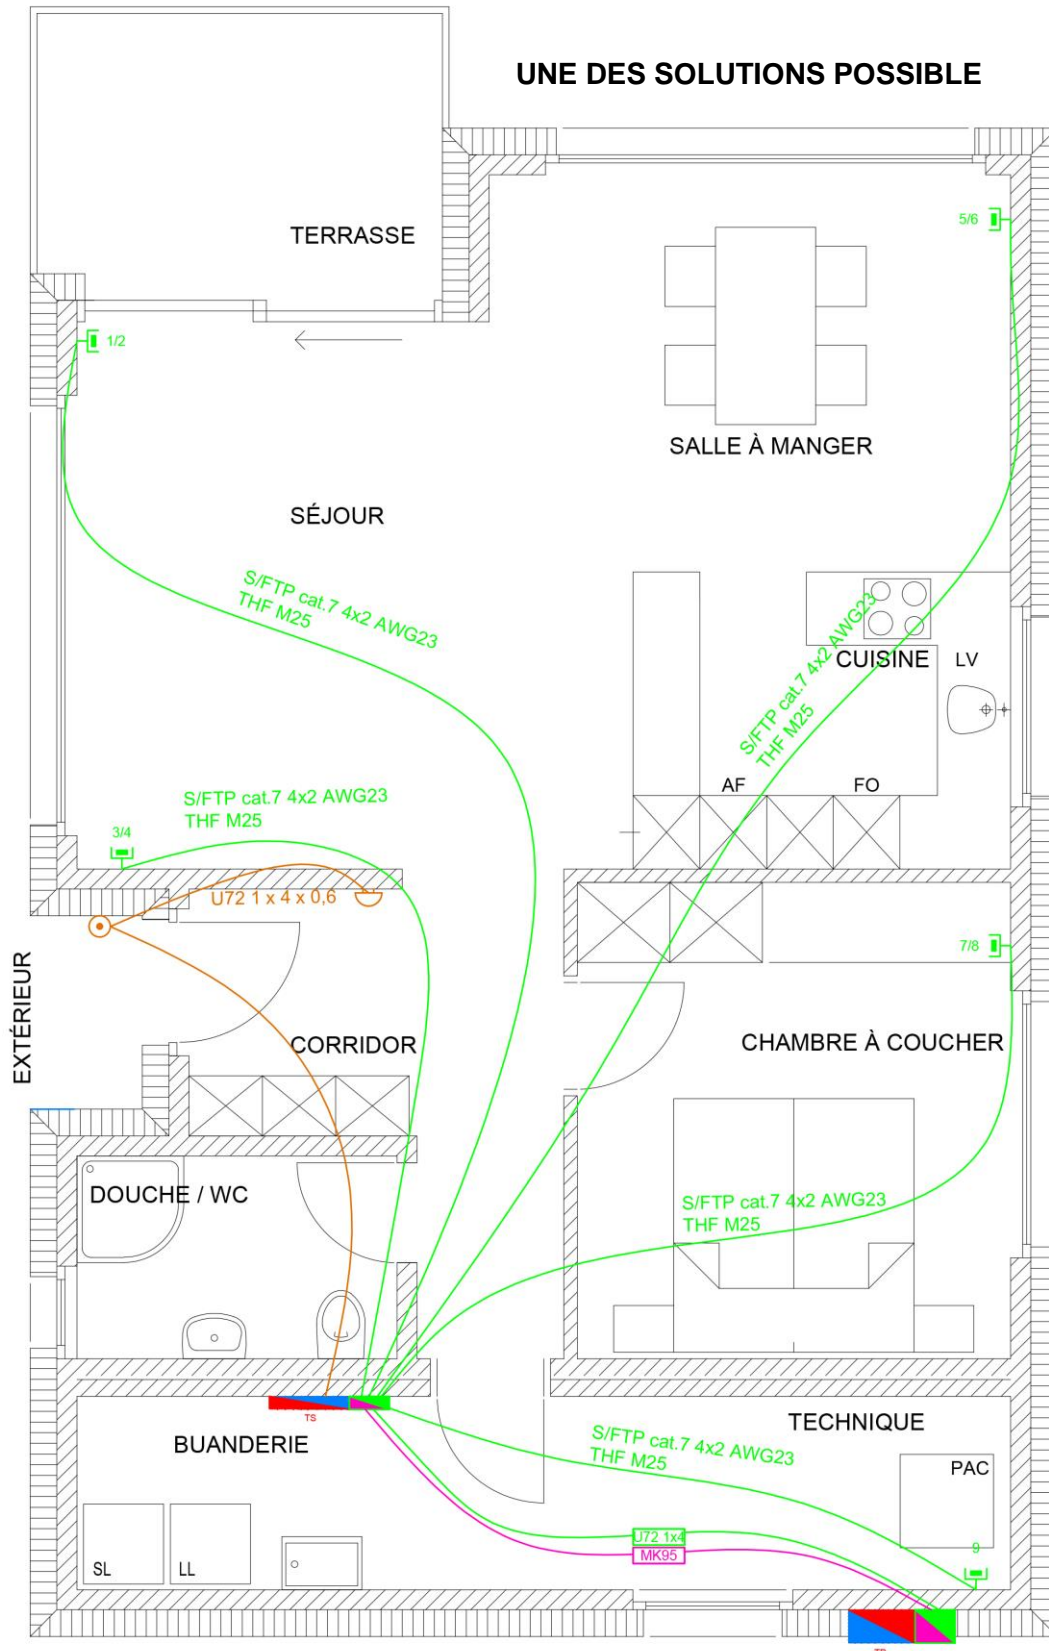 UNE DES SOLUTIONS POSSIBLE
5/6
TERRASSE
1/2
SALLE À MANGER
SÉJOUR
S/FTP cat.7 4x2 AWG23
THF M25
S/FTP cat.7 4x2 AWG23
THF M25
CUISINE
LV
AF
FO
S/FTP cat.7 4x2 AWG23
THF M25
3/4
U72 1 x 4 x 0,6
7/8
EXTÉRIEUR
CORRIDOR
CHAMBRE À COUCHER
DOUCHE / WC
S/FTP cat.7 4x2 AWG23
THF M25
TS
BUANDERIE
TECHNIQUE
S/FTP cat.7 4x2 AWG23
THF M25
PAC
U72 1x4
MK95
9
SL
LL